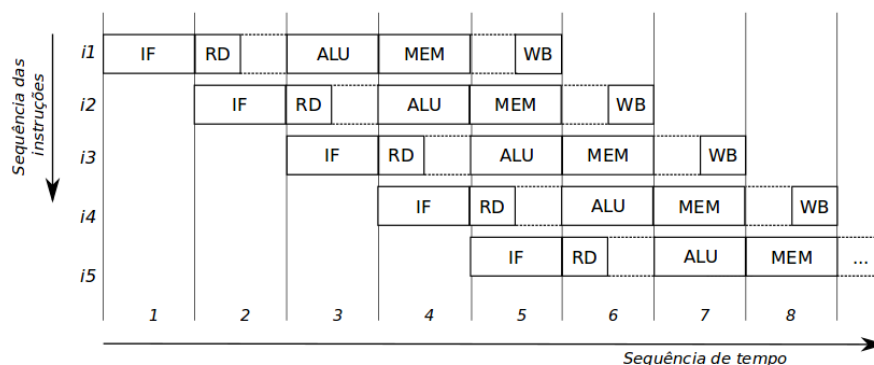 Sequência das
instruções
i1 IF RD ALU MEM WB
i2 IF RD ALU MEM WB
i3 IF RD ALU MEM WB
i4 IF RD ALU MEM WB
i5 IF RD ALU MEM ...
1 2 3 4 5 6 7 8
Sequência de tempo